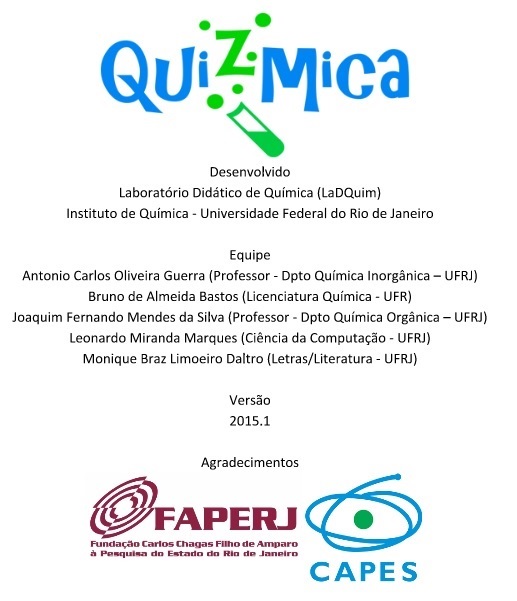 QUiZMica
Desenvolvido
Laboratório Didático de Química (LaDQuim)
Instituto de Química - Universidade Federal do Rio de Janeiro
Equipe
Antonio Carlos Oliveira Guerra (Professor - Dpto Química Inorgânica – UFRJ)
Bruno de Almeida Bastos (Licenciatura Química - UFR)
Joaquim Fernando Mendes da Silva (Professor - Dpto Química Orgânica – UFRJ)
Leonardo Miranda Marques (Ciência da Computação - UFRJ)
Monique Braz Limoeiro Daltro (Letras/Literatura - UFRJ)
Versão
2015.1
Agradecimentos
FAPERJ
Fundação Carlos Chagas Filho de Amparo
à Pesquisa do Estado do Rio de Janeiro
CAPES